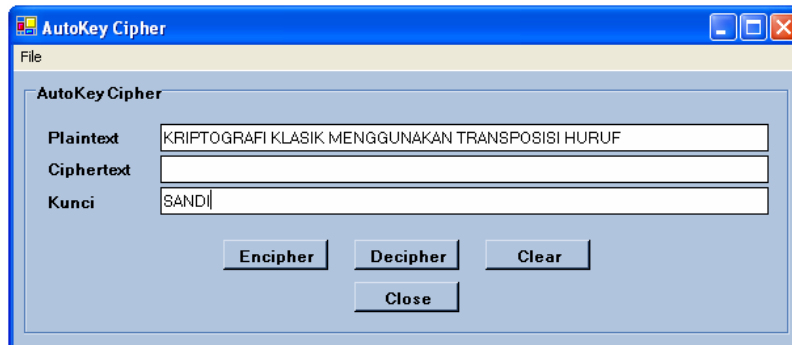 AutoKey Cipher
File
AutoKey Cipher
Plaintext KRIPTOGRAFI KLASIK MENGGUNAKAN TRANSPOSISI HURUF
Ciphertext
Kunci SANDI
Encipher Decipher Clear
Close